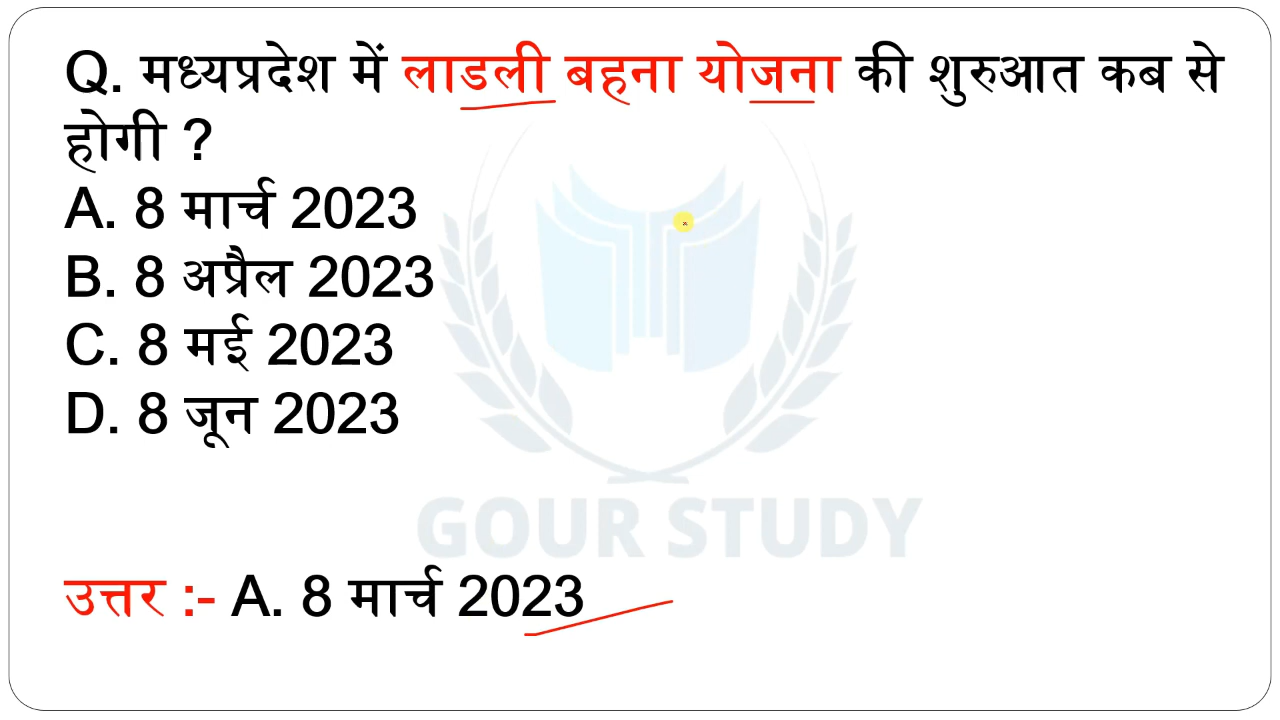 Q. मध्यप्रदेश में लाडली बहना योजना की शुरुआत कब से
होगी ?
A. 8 मार्च 2023
B. 8 अप्रैल 2023
C. 8 मई 2023
D. 8 जून 2023
GOUR STUDY
उत्तर :- A. 8 मार्च 2023